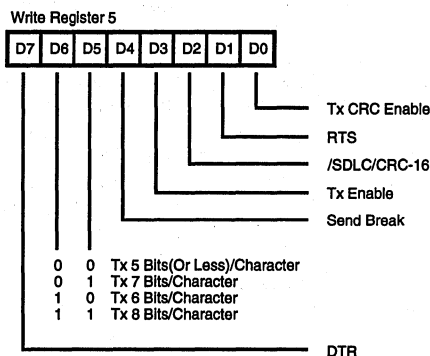 Write Register 5
D7 D6 D5 D4 D3 D2 D1 D0
Tx CRC Enable
RTS
/SDLC/CRC-16
Tx Enable
Send Break
0 0 Tx 5 Bits(Or Less)/Character
0 1 Tx 7 Bits/Character
1 0 Tx 6 Bits/Character
1 1 Tx 8 Bits/Character
DTR